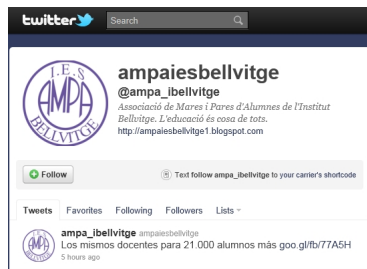 twitter
Search
I.E.S
AMPA
BELLVITGE
ampaiesbellvitge
@ampa_ibellvitge
Associació de Mares i Pares d'Alumnes de l'Institut
Bellvitge. L'educació és cosa de tots.
http://ampaiesbellvitge1.blogspot.com
Follow
Text follow ampa_ibellvitge to your carrier's shortcode
Tweets Favorites Following Followers Lists
AMPA
ampa_ibellvitge ampaiesbellvitge
Los mismos docentes para 21.000 alumnos más goo.gl/fb/77A5H
5 hours ago